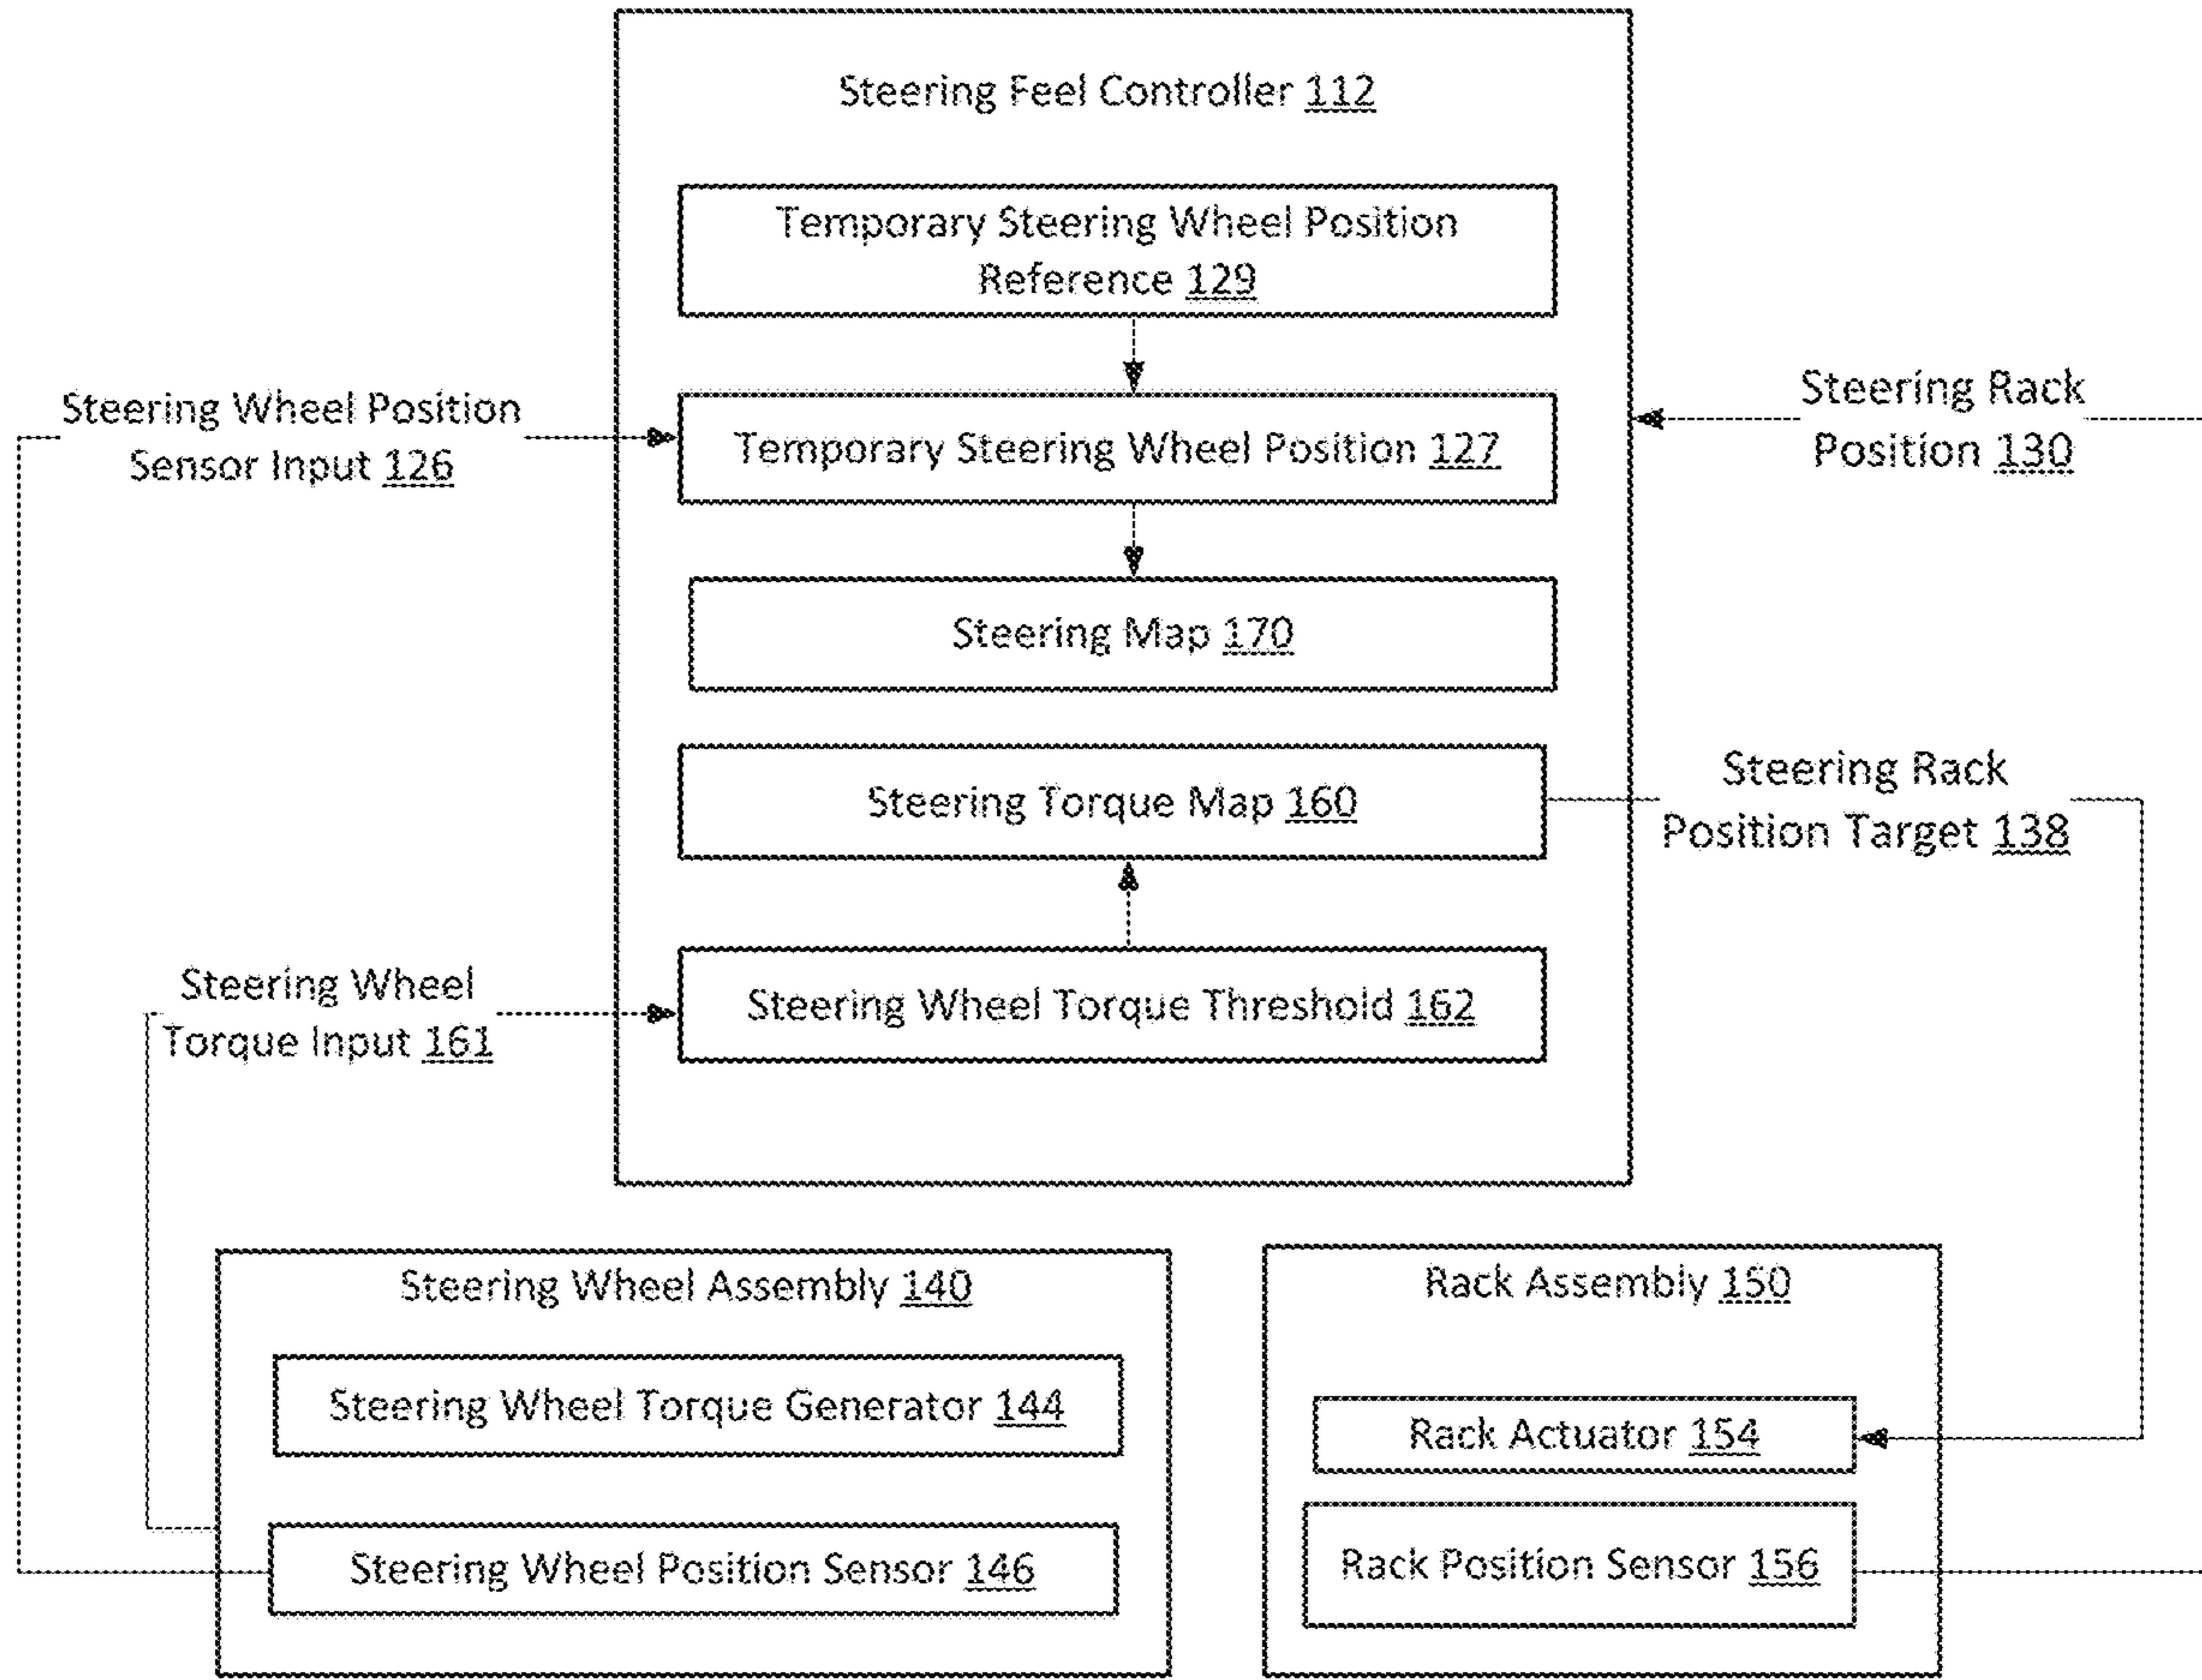 Steering Feel Controller 112
Temporary Steering Wheel Position
Reference 129
Steering Wheel Position
Sensor Input 126
Temporary Steering Wheel Position 127
Steering Rack
Position 130
Steering Map 170
Steering Torque Map 160
Steering Rack
Position Target 138
Steering Wheel
Torque Input 161
Steering Wheel Torque Threshold 162
Steering Wheel Assembly 140
Steering Wheel Torque Generator 144
Steering Wheel Position Sensor 146
Rack Assembly 150
Rack Actuator 154
Rack Position Sensor 156